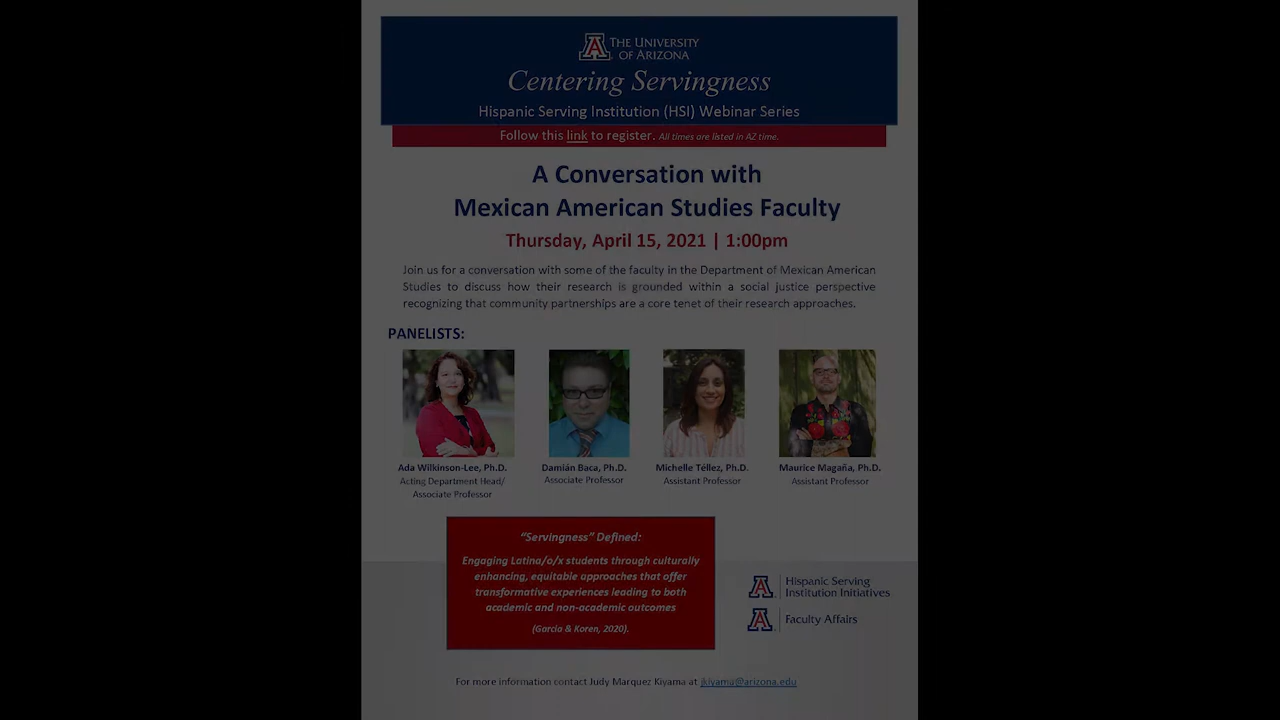 THE UNIVERSITY
OF ARIZONA
Centering Servingness
Hispanic Serving Institution (HSI) Webinar Series
Follow this link to register. All times are listed in AZ time.
A Conversation with
Mexican American Studies Faculty
Thursday, April 15, 2021 | 1:00pm
Join us for a conversation with some of the faculty in the Department of Mexican American
Studies to discuss how their research is grounded within a social justice perspective
recognizing that community partnerships are a core tenet of their research approaches.
PANELISTS:
Ada Wilkinson-Lee, Ph.D.
Acting Department Head/
Associate Professor
Damián Baca, Ph.D.
Associate Professor
Michelle Téllez, Ph.D.
Assistant Professor
Maurice Magaña, Ph.D.
Assistant Professor
“Servingness” Defined:
Engaging Latina/o/x students through culturally
enhancing, equitable approaches that offer
transformative experiences leading to both
academic and non-academic outcomes
(Garcia & Koren, 2020).
Hispanic Serving
Institution Initiatives
Faculty Affairs
For more information contact Judy Marquez Kiyama at jkiyama@arizona.edu